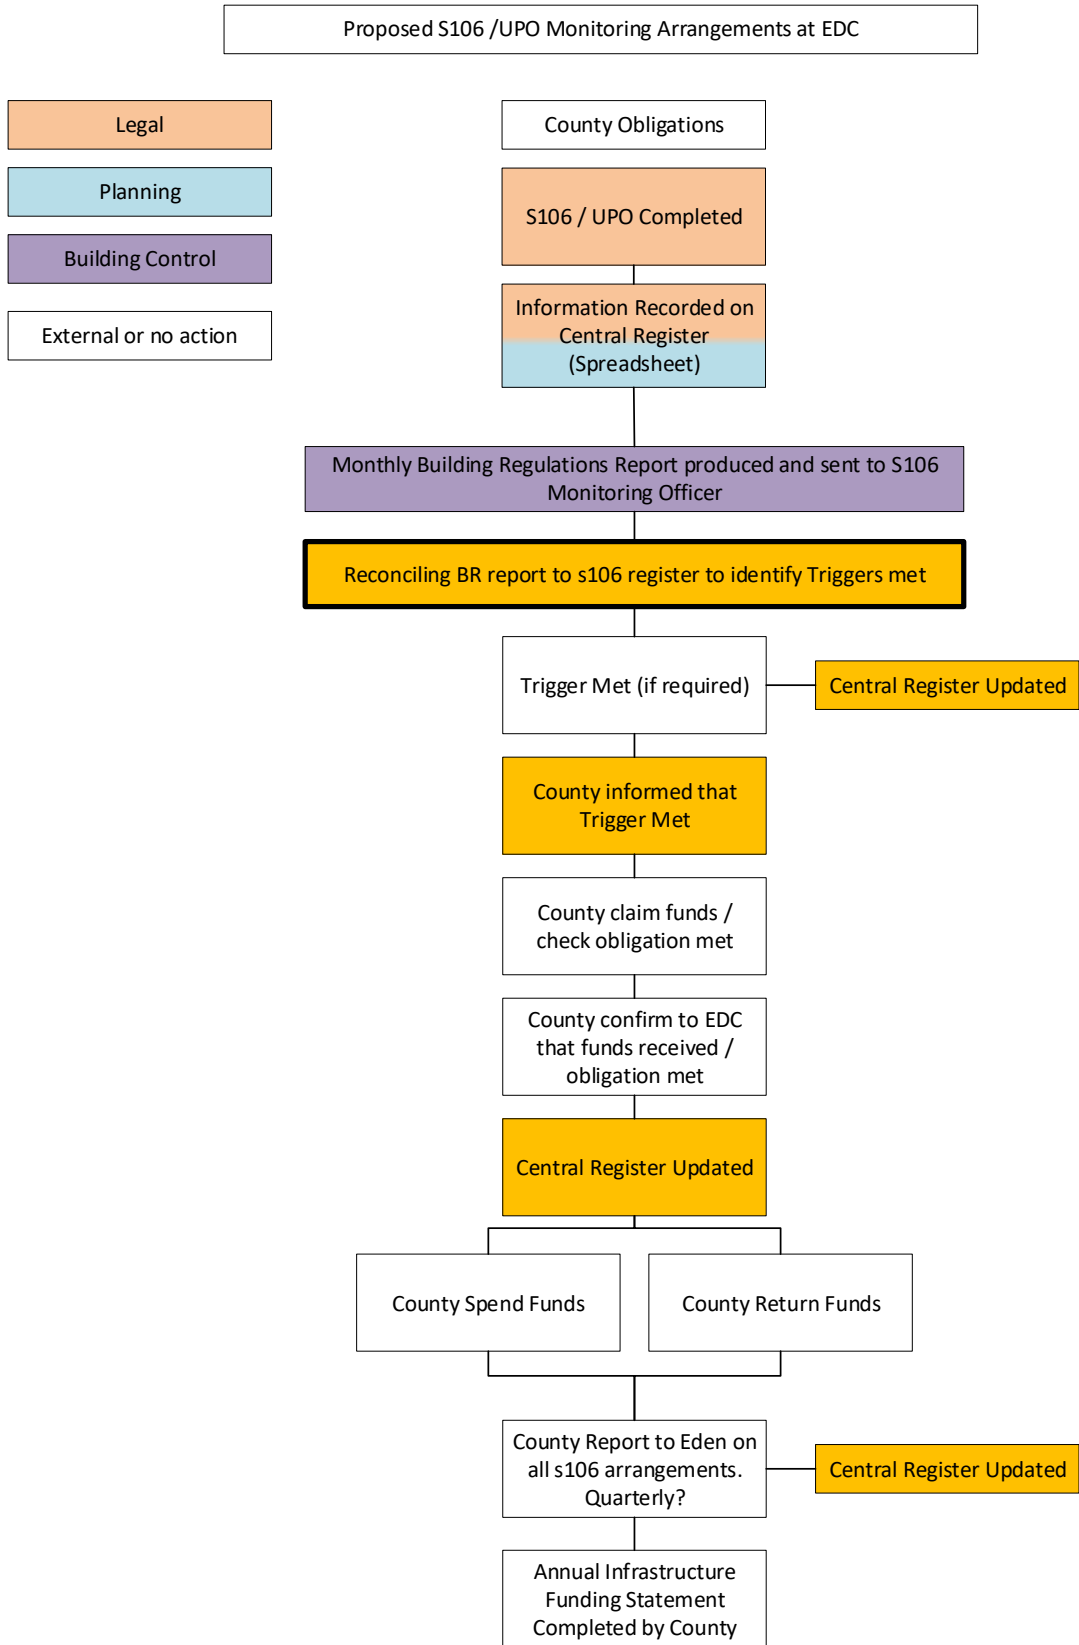 Proposed S106 /UPO Monitoring Arrangements at EDC
Legal
Planning
Building Control
External or no action
County Obligations
S106 / UPO Completed
Information Recorded on
Central Register
(Spreadsheet)
Monthly Building Regulations Report produced and sent to S106
Monitoring Officer
Reconciling BR report to s106 register to identify Triggers met
Trigger Met (if required)
Central Register Updated
County informed that
Trigger Met
County claim funds /
check obligation met
County confirm to EDC
that funds received /
obligation met
Central Register Updated
County Spend Funds
County Return Funds
County Report to Eden on
all s106 arrangements.
Quarterly?
Central Register Updated
Annual Infrastructure
Funding Statement
Completed by County